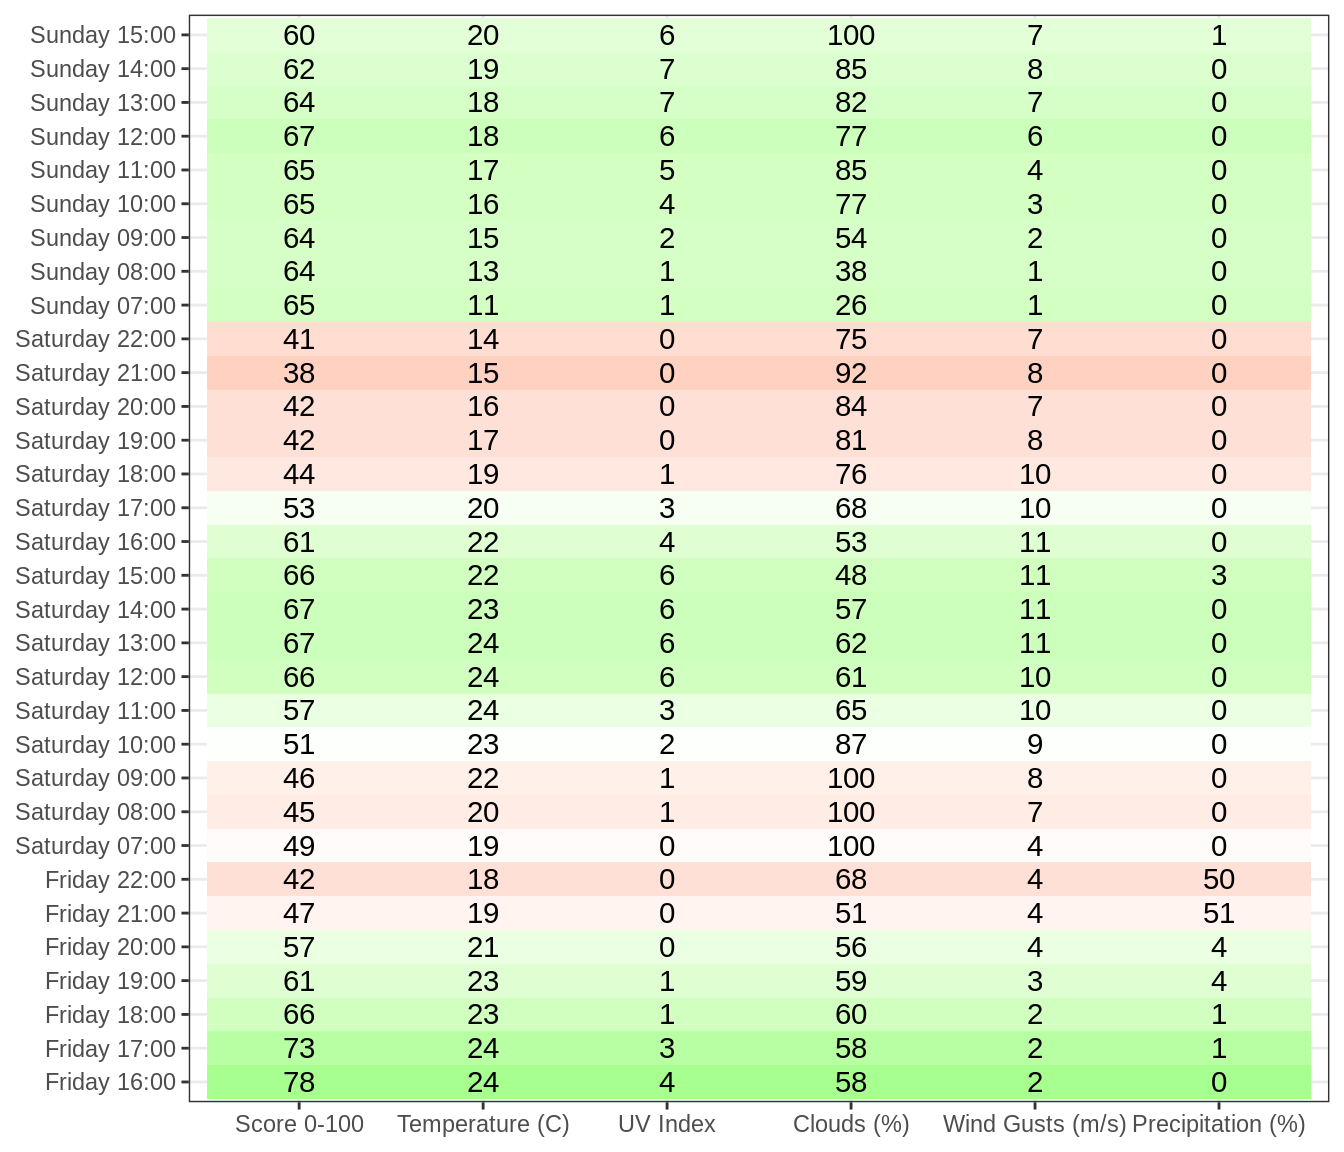 Sunday 15:00 60 20 6 100 7 1
Sunday 14:00 62 19 7 85 8 0
Sunday 13:00 64 18 7 82 7 0
Sunday 12:00 67 18 6 77 6 0
Sunday 11:00 65 17 5 85 4 0
Sunday 10:00 65 16 4 77 3 0
Sunday 09:00 64 15 2 54 2 0
Sunday 08:00 64 13 1 38 1 0
Sunday 07:00 65 11 1 26 1 0
Saturday 22:00 41 14 0 75 7 0
Saturday 21:00 38 15 0 92 8 0
Saturday 20:00 42 16 0 84 7 0
Saturday 19:00 42 17 0 81 8 0
Saturday 18:00 44 19 1 76 10 0
Saturday 17:00 53 20 3 68 10 0
Saturday 16:00 61 22 4 53 11 0
Saturday 15:00 66 22 6 48 11 3
Saturday 14:00 67 23 6 57 11 0
Saturday 13:00 67 24 6 62 11 0
Saturday 12:00 66 24 6 61 10 0
Saturday 11:00 57 24 3 65 10 0
Saturday 10:00 51 23 2 87 9 0
Saturday 09:00 46 22 1 100 8 0
Saturday 08:00 45 20 1 100 7 0
Saturday 07:00 49 19 0 100 4 0
Friday 22:00 42 18 0 68 4 50
Friday 21:00 47 19 0 51 4 51
Friday 20:00 57 21 0 56 4 4
Friday 19:00 61 23 1 59 3 4
Friday 18:00 66 23 1 60 2 1
Friday 17:00 73 24 3 58 2 1
Friday 16:00 78 24 4 58 2 0
Score 0-100 Temperature (C) UV Index Clouds (%) Wind Gusts (m/s) Precipitation (%)